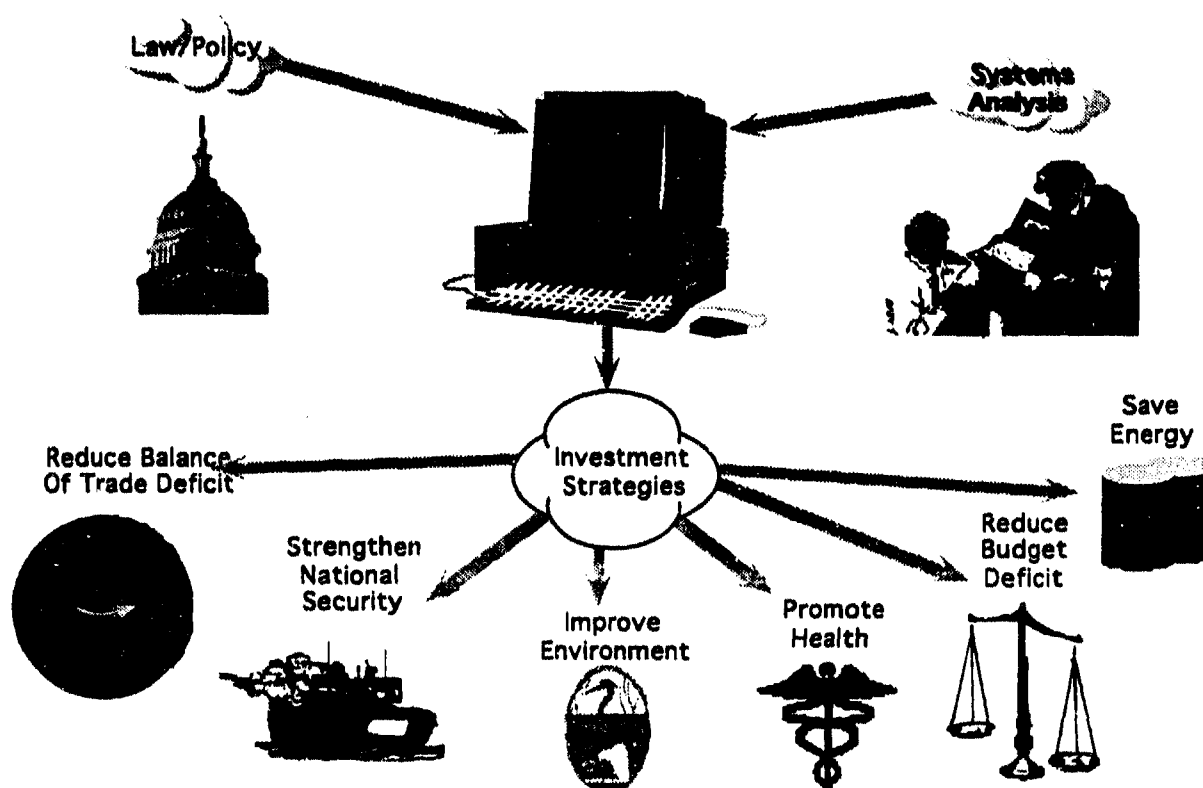 Law/Policy
Systems
Analysis
Investment
Strategies
Reduce Balance
Of Trade Deficit
Strengthen
National
Security
Improve
Environment
Promote
Health
Reduce
Budget
Deficit
Save
Energy